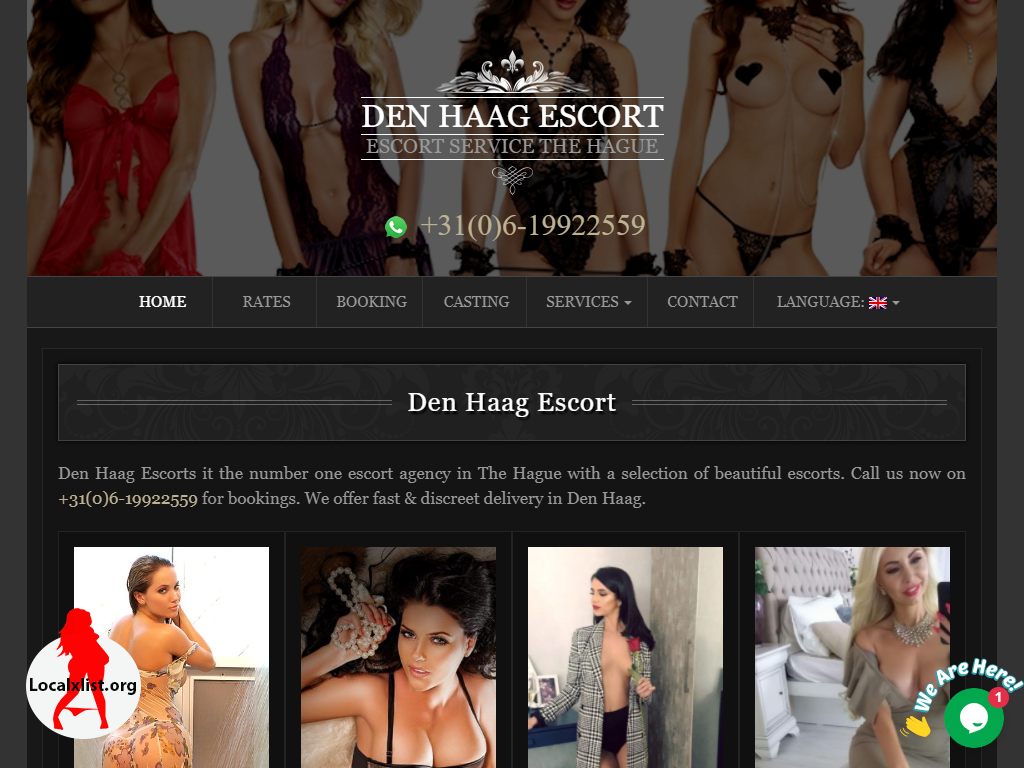 DEN HAAG ESCORT
ESCORT SERVICE THE HAGUE
+31(0)6-19922559
HOME RATES BOOKING CASTING SERVICES CONTACT LANGUAGE:
Den Haag Escort
Den Haag Escorts it the number one escort agency in The Hague with a selection of beautiful escorts. Call us now on
+31(0)6-19922559 for bookings. We offer fast & discreet delivery in Den Haag.
Localxlist.org
We Are Here!
1